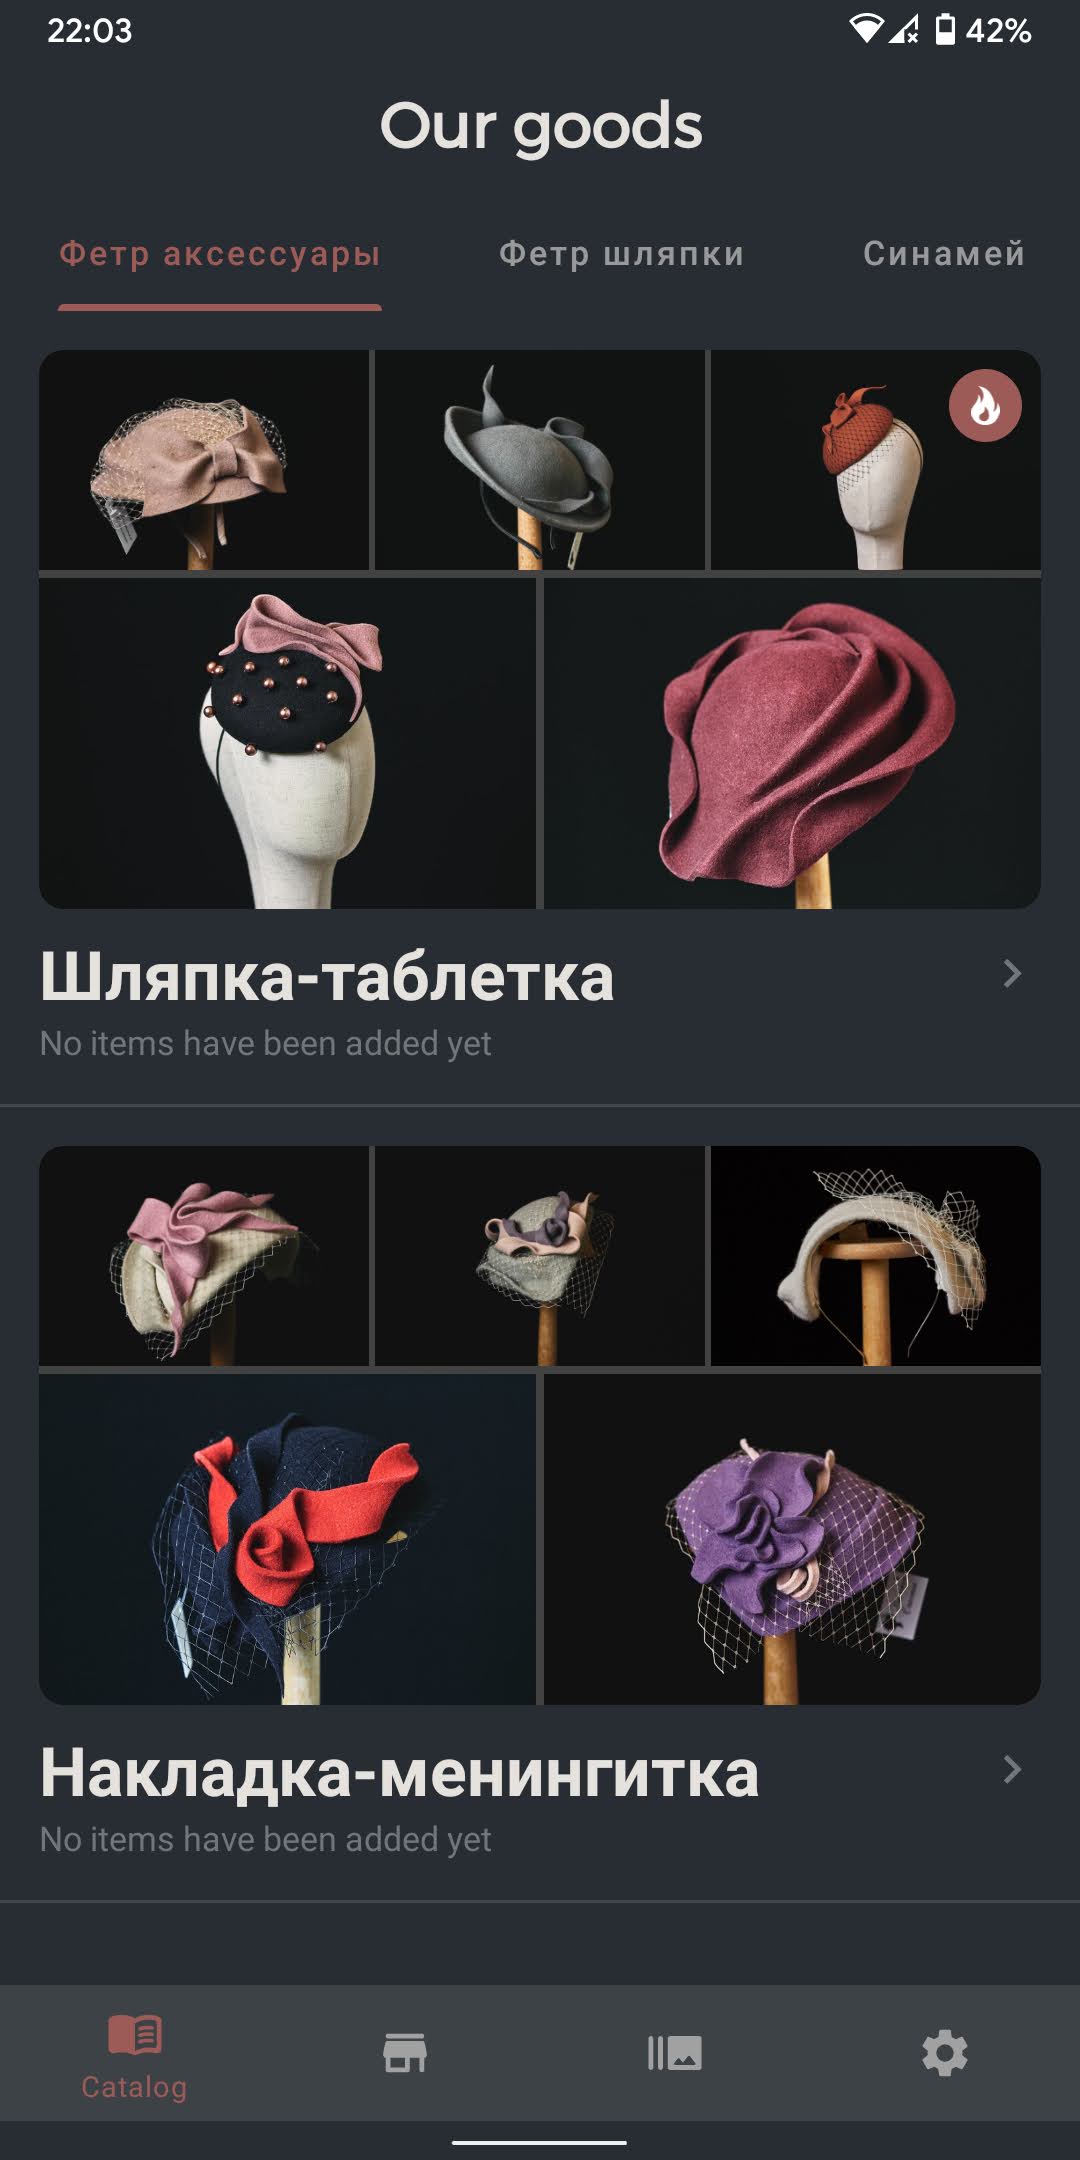 22:03
42%
Our goods
Фетр аксессуары
Фетр шляпки
Синамей
Шляпка-таблетка
No items have been added yet
Накладка-менингитка
No items have been added yet
Catalog